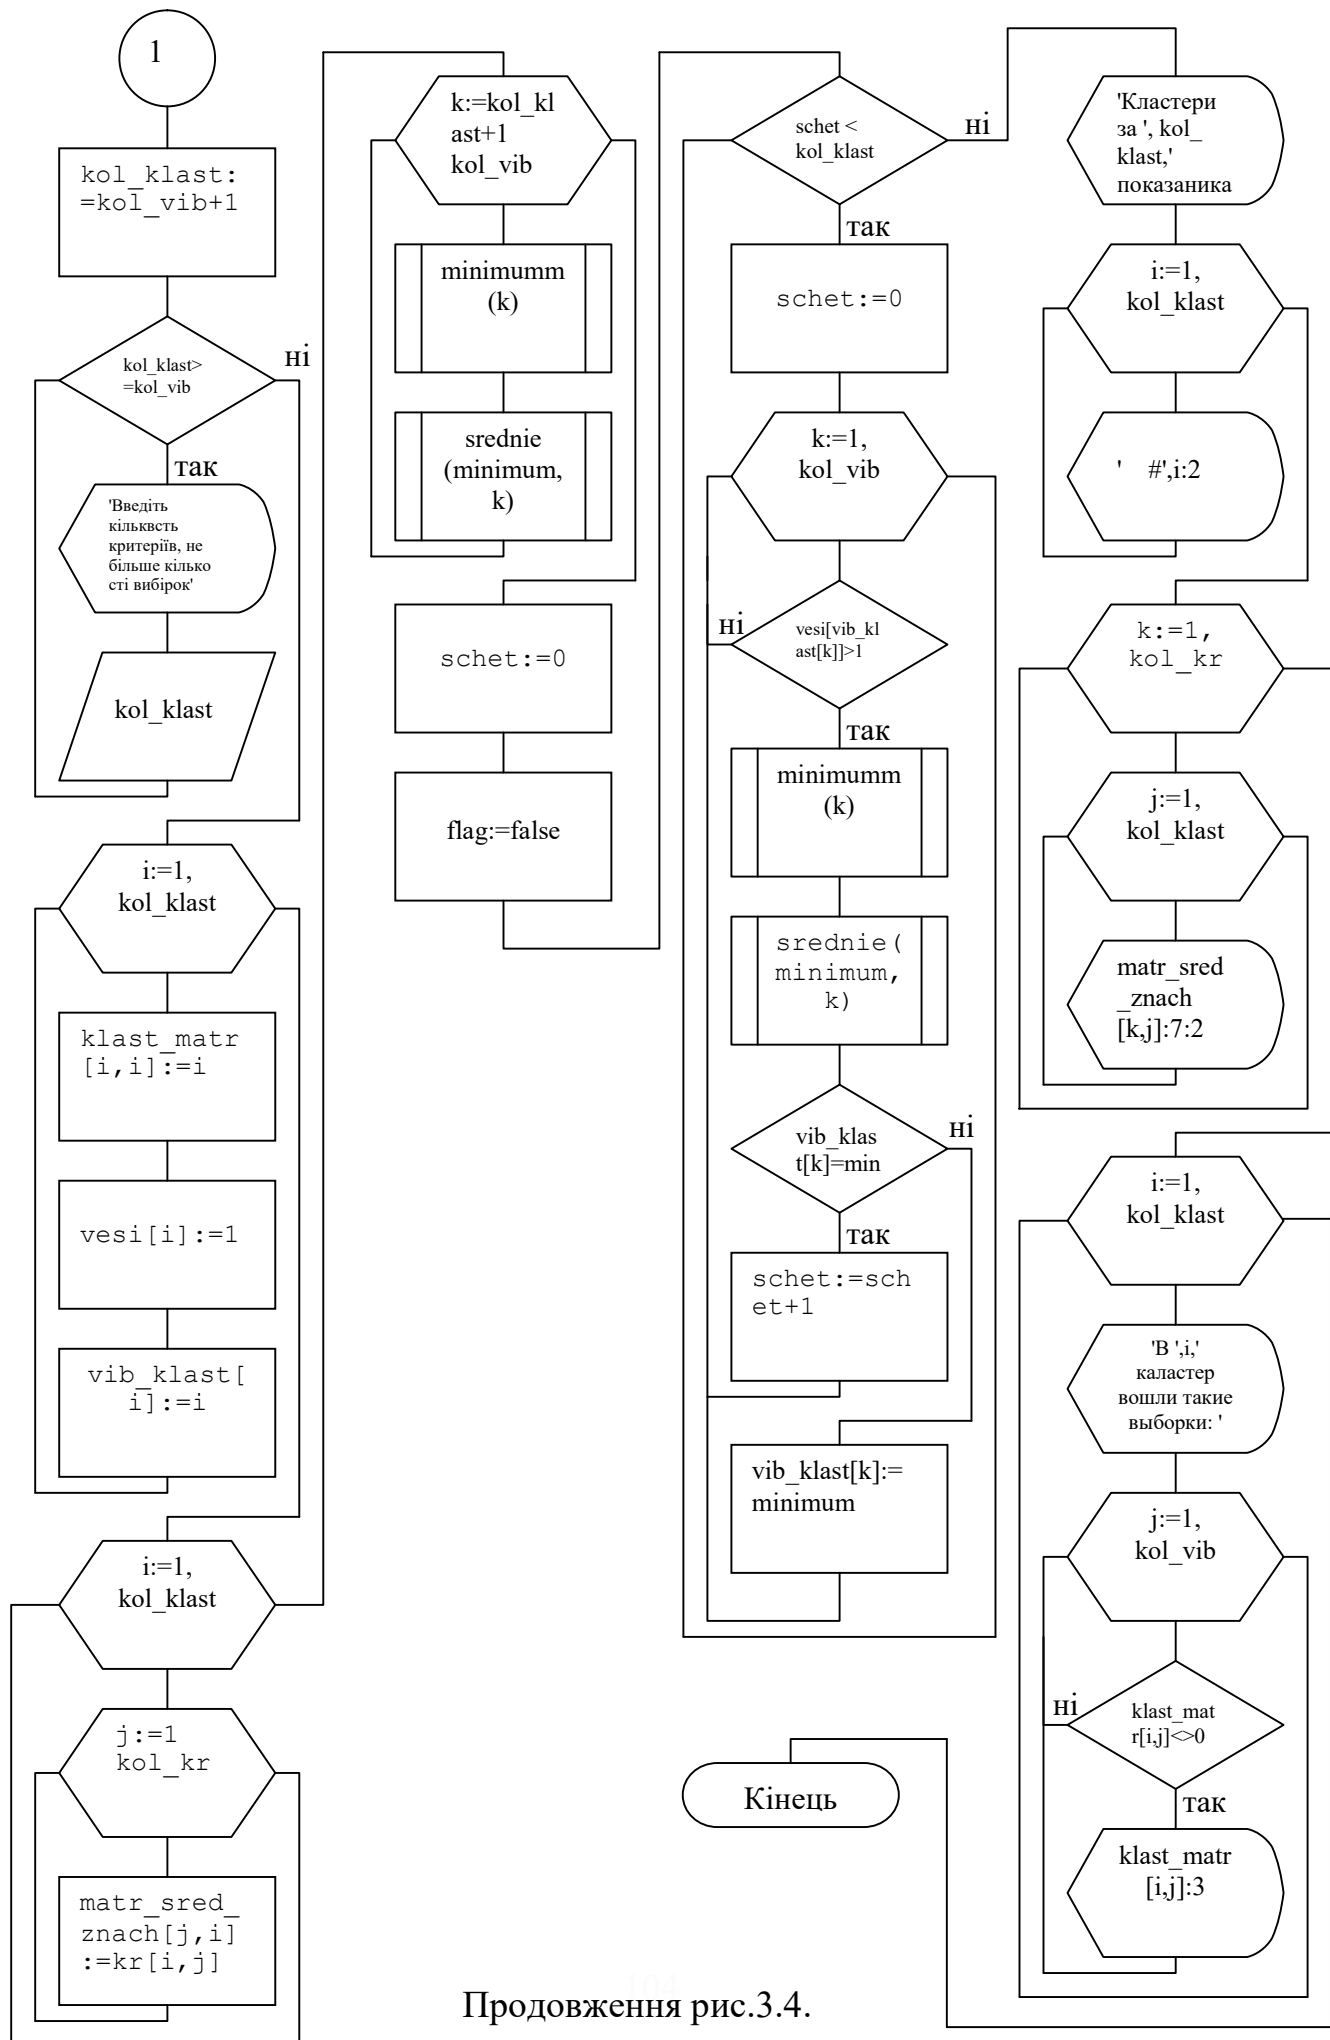 1
kol_klast:
=kol_vib+1
kol_klast>
=kol_vib
ні
так
'Введіть
кільквсть
критеріїв, не
більше кілько
сті вибірок'
kol_klast
i:=1,
kol_klast
klast_matr
[i,i]:=i
vesi[i]:=1
vib_klast[
i]:=i
i:=1,
kol_klast
j:=1
kol_kr
matr_sred_
znach[j,i]
:=kr[i,j]
k:=kol_kl
ast+1
kol_vib
minimumm
(k)
srednie
(minimum,
k)
schet:=0
flag:=false
schet <
kol_klast
ні
так
schet:=0
k:=1,
kol_vib
ні
vesi[vib_kl
ast[k]]>1
так
minimumm
(k)
srednie(
minimum,
k)
vib_klas
t[k]=min
ні
так
schet:=sch
et+1
vib_klast[k]:=
minimum
'Кластери
за ', kol_
klast,'
показаника
i:=1,
kol_klast
' #',i:2
k:=1,
kol_kr
j:=1,
kol_klast
matr_sred
_znach
[k,j]:7:2
i:=1,
kol_klast
'В ',i,'
каластер
вошли такие
выборки: '
j:=1,
kol_vib
ні
klast_mat
r[i,j]<>0
так
klast_matr
[i,j]:3
Кінець
104
Продовження рис.3.4.